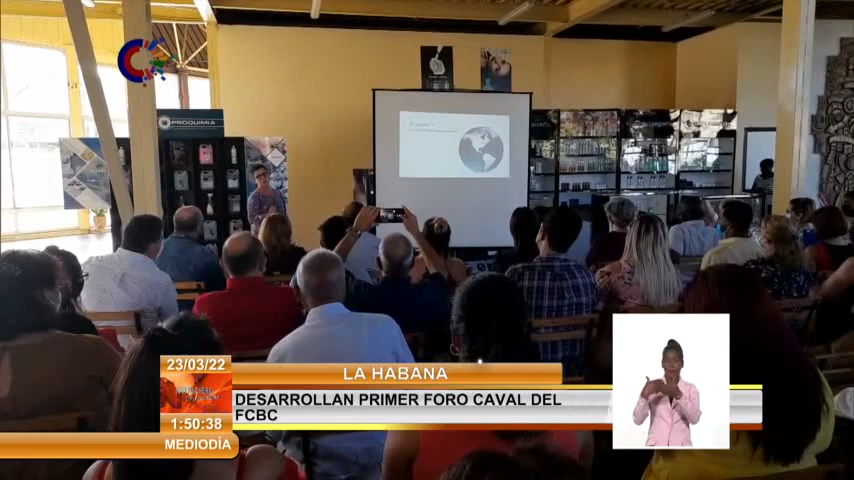 PROQUIMIA
23/03/22
LA HABANA
DESARROLLAN PRIMER FORO CAVAL DEL
FCBC
1:50:38
MEDIODÍA